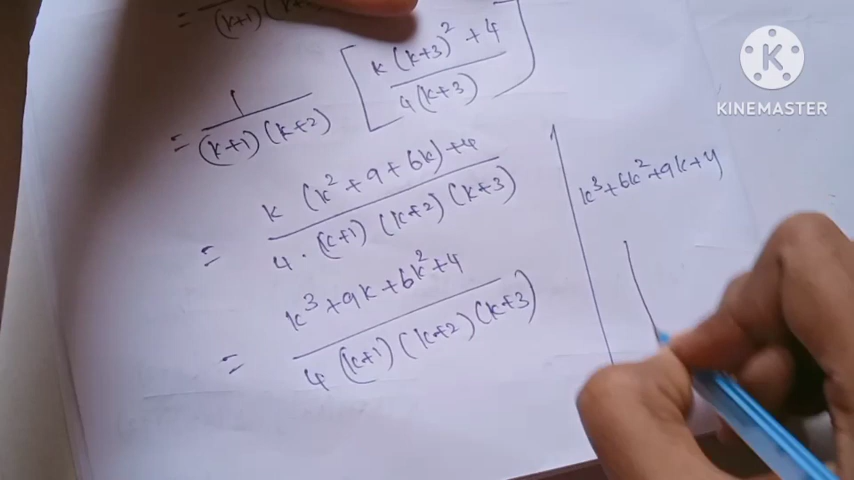 = (k+1)(k+
= 1/(k+1)(k+2) [k(k+3)² + 4 / 4(k+3)]
= k(k² + 9 + 6k) + 4 / 4 · (k+1)(k+2)(k+3)
= k³ + 9k + 6k² + 4 / 4(k+1)(k+2)(k+3)
k³ + 6k² + 9k + 4
K
KINEMASTER